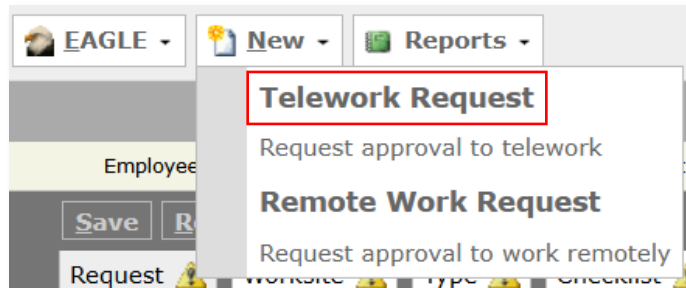 EAGLE New Reports
Telework Request
Request approval to telework
Employee
Remote Work Request
Save
Request approval to work remotely
Request Worksite Type Checklist